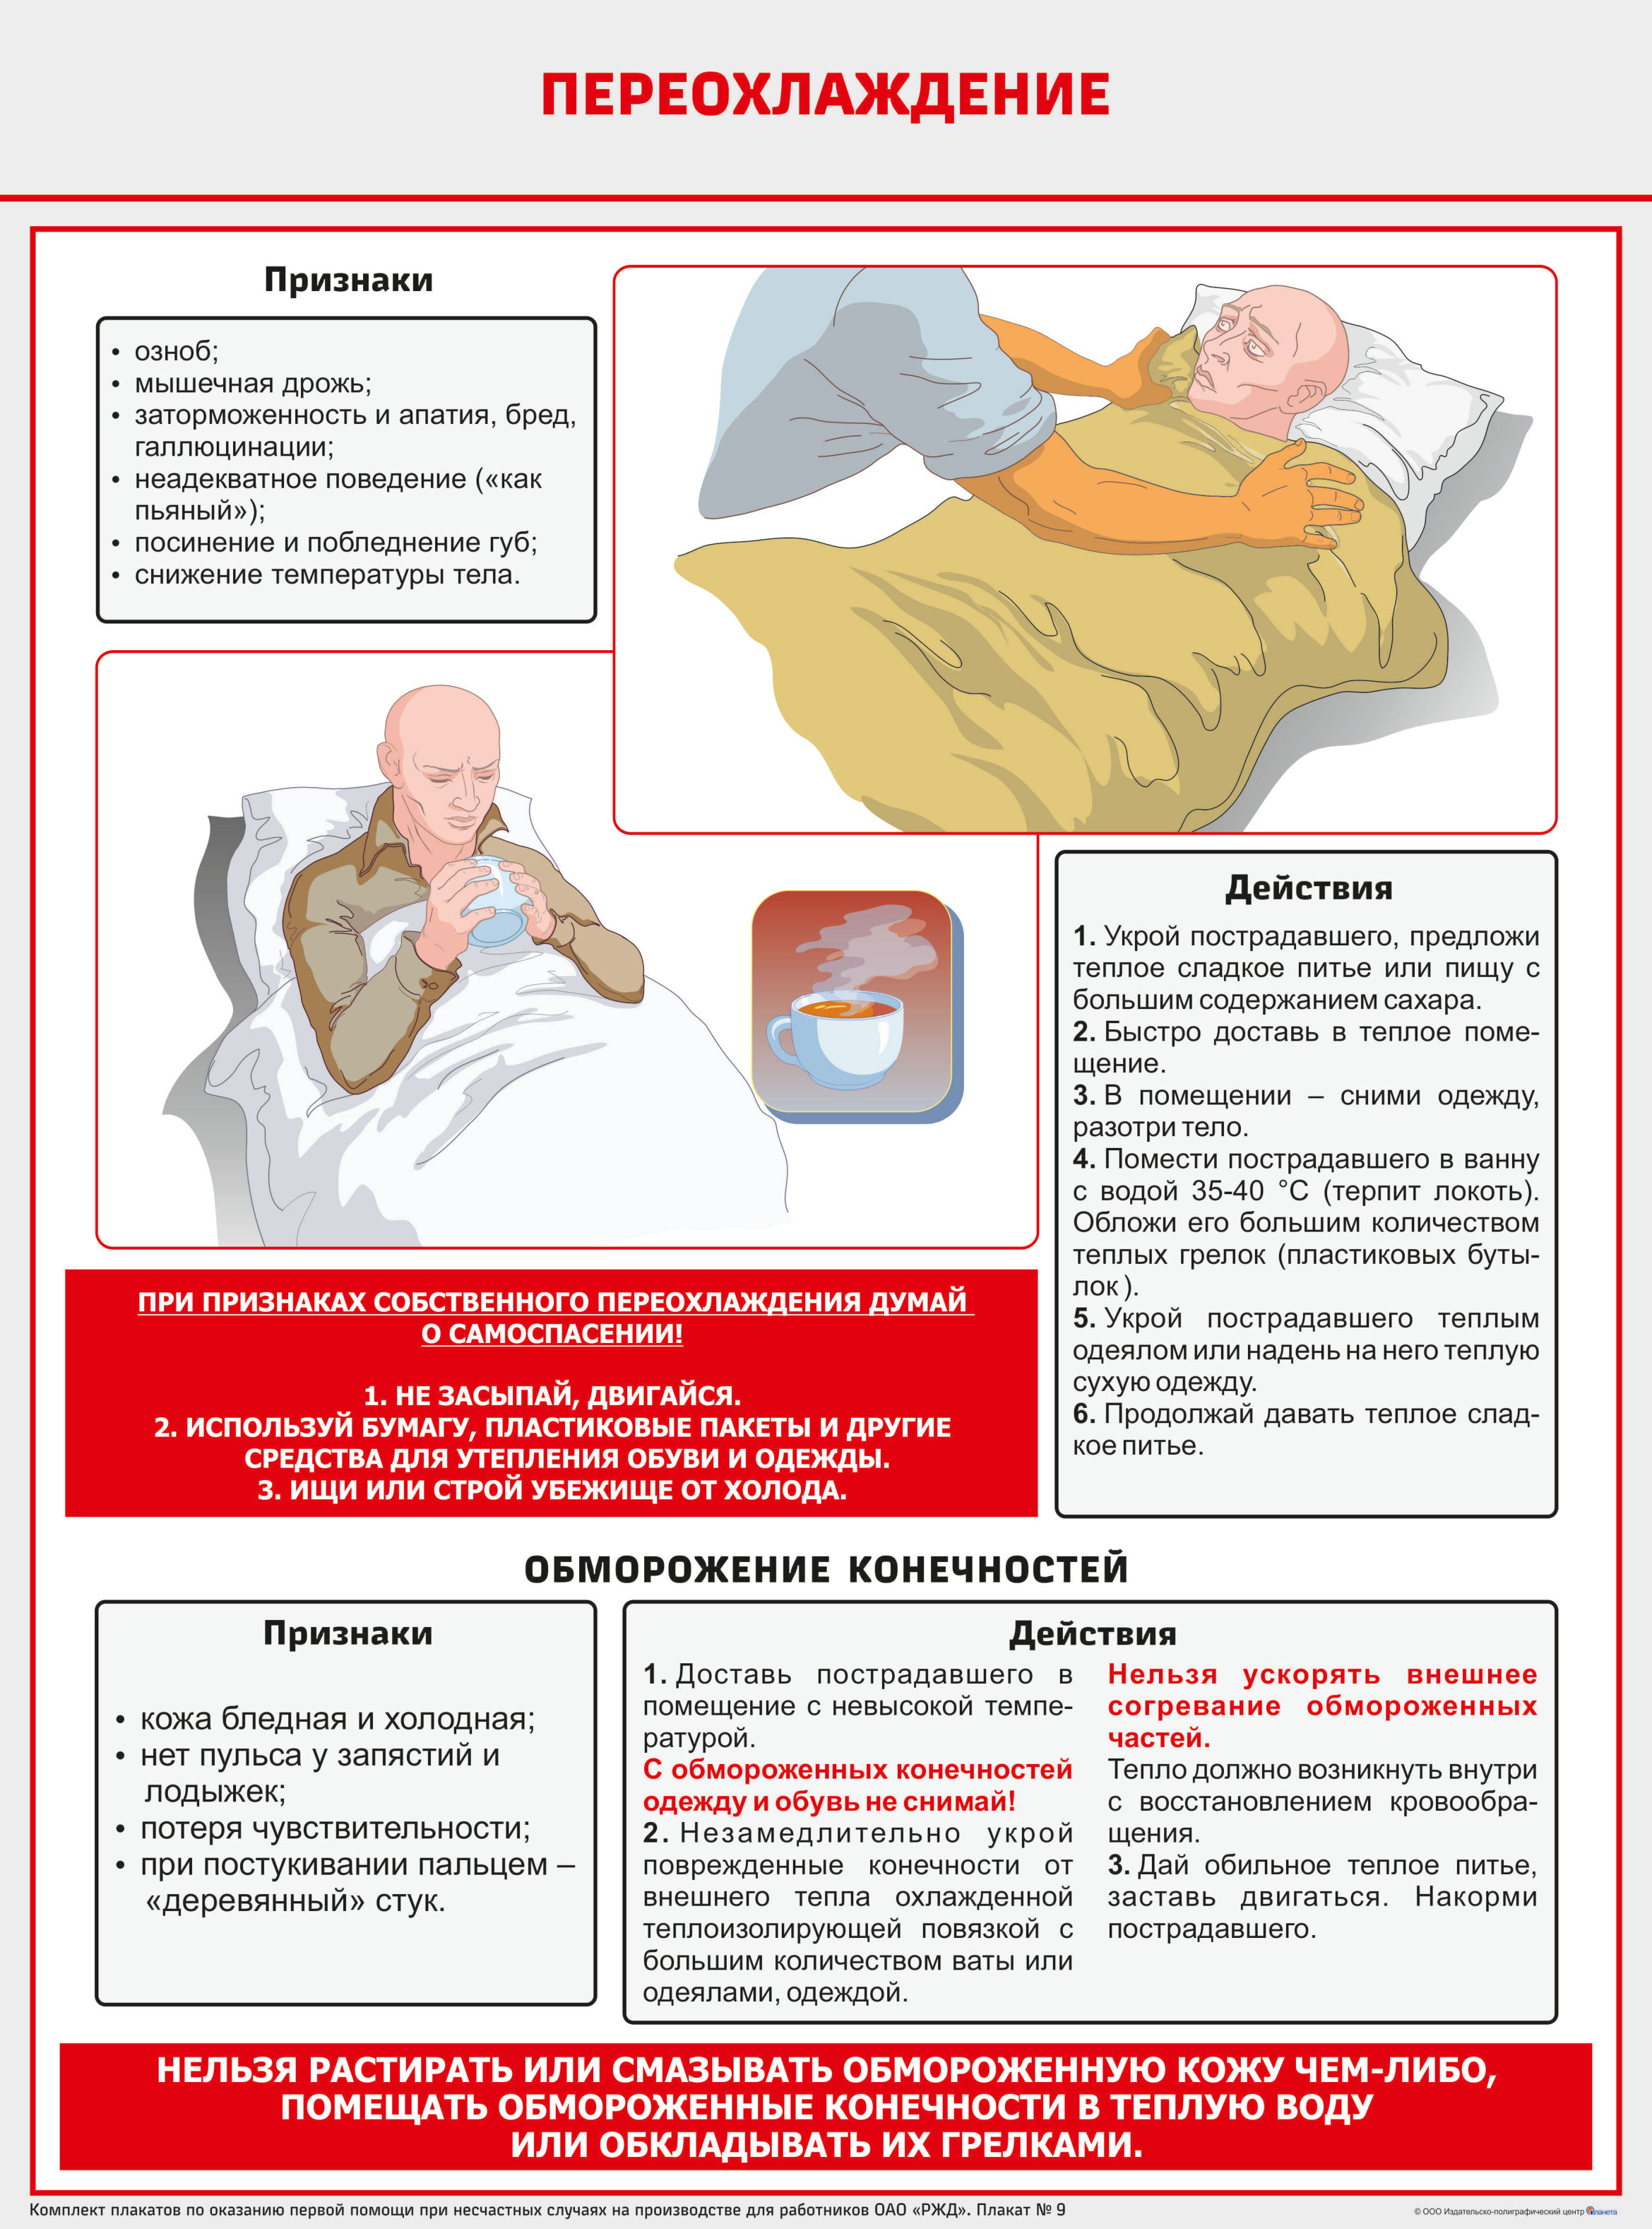 ПЕРЕОХЛАЖДЕНИЕ
Признаки
• озноб;
• мышечная дрожь;
• заторможенность и апатия, бред,
галлюцинации;
• неадекватное поведение («как
пьяный»);
• посинение и побледнение губ;
• снижение температуры тела.
Действия
1. Укрой пострадавшего, предложи
теплое сладкое питье или пищу с
большим содержанием сахара.
2. Быстро доставь в теплое поме-
щение.
3. В помещении – сними одежду,
разотри тело.
4. Помести пострадавшего в ванну
с водой 35-40 °С (терпит локоть).
Обложи его большим количеством
теплых грелок (пластиковых буты-
лок ).
5. Укрой пострадавшего теплым
одеялом или надень на него теплую
сухую одежду.
6. Продолжай давать теплое слад-
кое питье.
ПРИ ПРИЗНАКАХ СОБСТВЕННОГО ПЕРЕОХЛАЖДЕНИЯ ДУМАЙ
О САМОСПАСЕНИИ!
1. НЕ ЗАСЫПАЙ, ДВИГАЙСЯ.
2. ИСПОЛЬЗУЙ БУМАГУ, ПЛАСТИКОВЫЕ ПАКЕТЫ И ДРУГИЕ
СРЕДСТВА ДЛЯ УТЕПЛЕНИЯ ОБУВИ И ОДЕЖДЫ.
3. ИЩИ ИЛИ СТРОЙ УБЕЖИЩЕ ОТ ХОЛОДА.
ОБМОРОЖЕНИЕ КОНЕЧНОСТЕЙ
Признаки
• кожа бледная и холодная;
• нет пульса у запястий и
лодыжек;
• потеря чувствительности;
• при постукивании пальцем –
«деревянный» стук.
Действия
1. Доставь пострадавшего в
помещение с невысокой темпе-
ратурой.
С обмороженных конечностей
одежду и обувь не снимай!
2. Незамедлительно укрой
поврежденные конечности от
внешнего тепла охлажденной
теплоизолирующей повязкой с
большим количеством ваты или
одеялами, одеждой.
Нельзя ускорять внешнее
согревание обмороженных
частей.
Тепло должно возникнуть внутри
с восстановлением кровообра-
щения.
3. Дай обильное теплое питье,
заставь двигаться. Накорми
пострадавшего.
НЕЛЬЗЯ РАСТИРАТЬ ИЛИ СМАЗЫВАТЬ ОБМОРОЖЕННУЮ КОЖУ ЧЕМ-ЛИБО,
ПОМЕЩАТЬ ОБМОРОЖЕННЫЕ КОНЕЧНОСТИ В ТЕПЛУЮ ВОДУ
ИЛИ ОБКЛАДЫВАТЬ ИХ ГРЕЛКАМИ.
Комплект плакатов по оказанию первой помощи при несчастных случаях на производстве для работников ОАО «РЖД». Плакат № 9
© ООО Издательско-полиграфический центр Планета